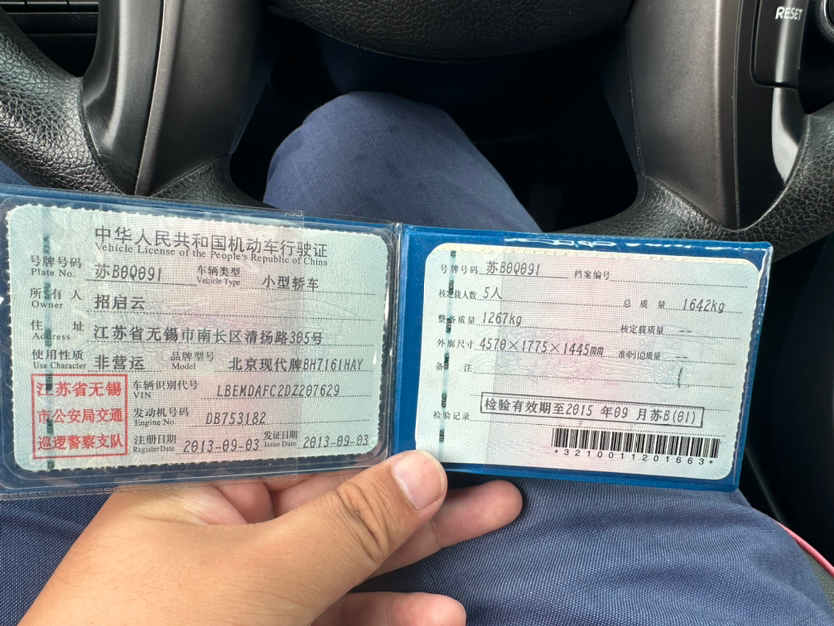 RESET
中华人民共和国机动车行驶证
Vehicle License of the People's Republic of China
号牌号码 苏B0Q091 车辆类型 小型轿车
Plate No. Vehicle Type
所有人 招启云
Owner
住址 江苏省无锡市南长区清扬路305号
Address
使用性质 非营运 品牌型号 北京现代牌BH7161HAY
Use Character Model
江苏省无锡
市公安局交通
巡逻警察支队
车辆识别代号 LBEMDAFC2DZ207629
VIN
发动机号码 DB753182
Engine No.
注册日期 2013-09-03 发证日期 2013-09-03
Register Date Issue Date
号牌号码 苏B0Q091 档案编号
核定载人数 5人 总质量 1642kg
整备质量 1267kg 核定载质量 --
外廓尺寸 4570×1775×1445mm 准牵引总质量 --
备注
检验记录 检验有效期至2015年09月苏B(01)
*3210011201663*